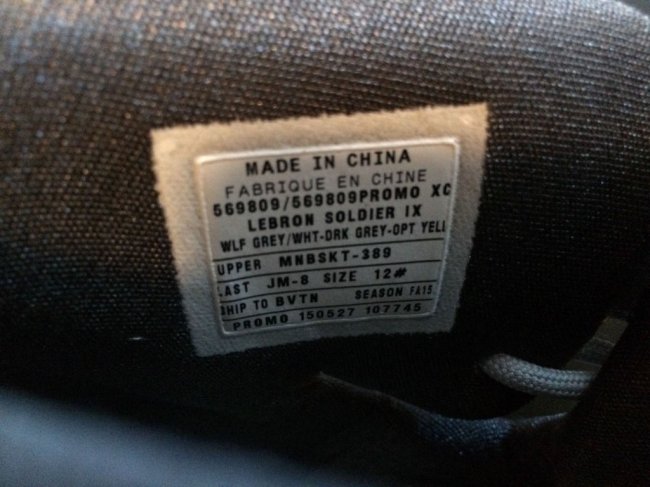 MADE IN CHINA
FABRIQUE EN CHINE
569809/569809PROMO XC
LEBRON SOLDIER IX
WLF GREY/WHT-DRK GREY-OPT YELL
UPPER MNBSKT-389
LAST JM-8 SIZE 12#
SHIP TO BVTN SEASON FA15
PROMO 150527 107745